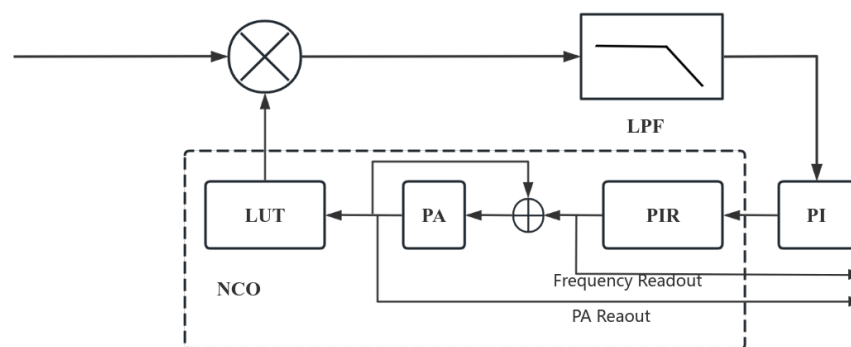 LPF
LUT
PA
PIR
PI
Frequency Readout
NCO
PA Reaout